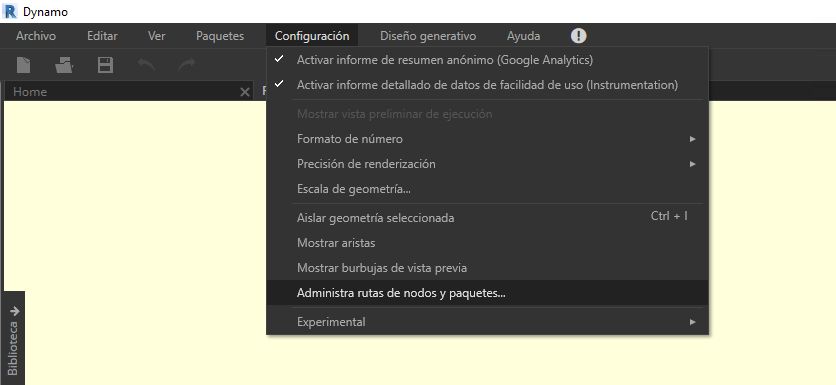 R Dynamo
Archivo Editar Ver Paquetes Configuración Diseño generativo Ayuda !
Home
Activar informe de resumen anónimo (Google Analytics)
Activar informe detallado de datos de facilidad de uso (Instrumentation)
Mostrar vista preliminar de ejecución
Formato de número
Precisión de renderización
Escala de geometría...
Aislar geometría seleccionada Ctrl + I
Mostrar aristas
Mostrar burbujas de vista previa
Administra rutas de nodos y paquetes...
Experimental
Biblioteca